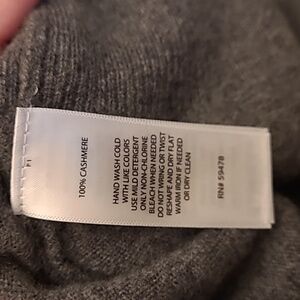 100% CASHMERE
HAND WASH COLD
WITH LIKE COLORS
USE MILD DETERGENT
ONLY NON-CHLORINE
BLEACH WHEN NEEDED
DO NOT WRING OR TWIST
RESHAPE AND DRY FLAT
WARM IRON IF NEEDED
OR DRY CLEAN
RN# 59478